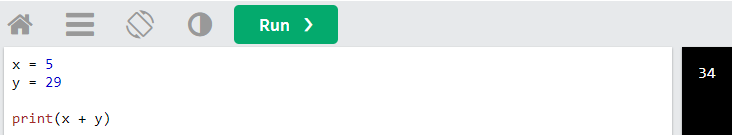 Run ❯
x = 5
y = 29
print(x + y)
34